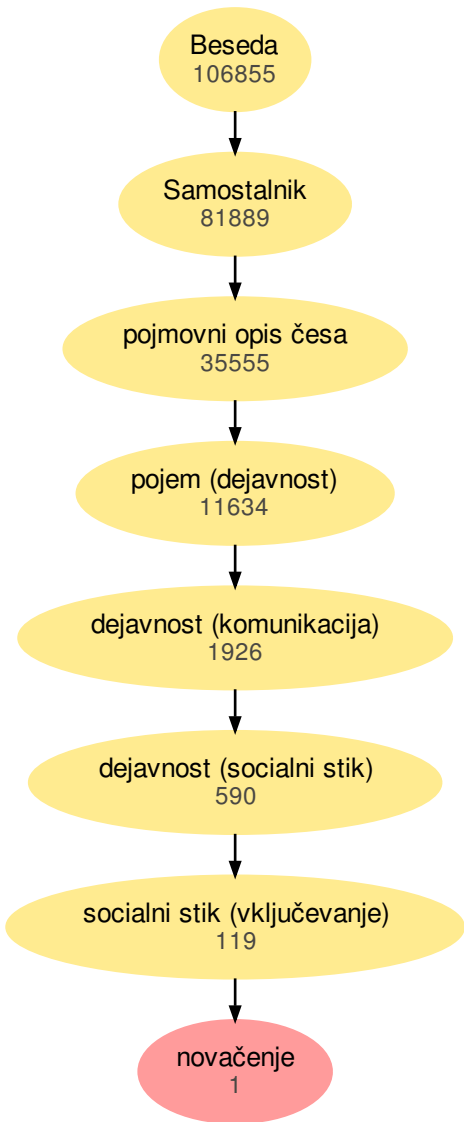 Beseda
106855
Samostalnik
81889
pojmovni opis česa
35555
pojem (dejavnost)
11634
dejavnost (komunikacija)
1926
dejavnost (socialni stik)
590
socialni stik (vključevanje)
119
novačenje
1